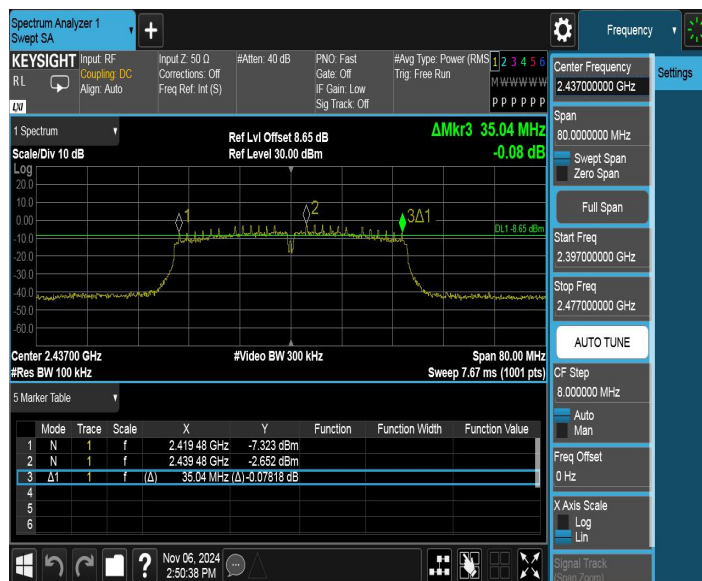 Spectrum Analyzer 1
Swept SA
+
Frequency
KEYSIGHT
RL
LNI
Input: RF
Coupling: DC
Align: Auto
Input Z: 50 Ω
Corrections: Off
Freq Ref: Int (S)
#Atten: 40 dB
PNO: Fast
Gate: Off
IF Gain: Low
Sig Track: Off
#Avg Type: Power (RMS
Trig: Free Run
1 2 3 4 5 6
M W W W W W
P P P P P P
1 Spectrum
Scale/Div 10 dB
Ref Lvl Offset 8.65 dB
Ref Level 30.00 dBm
ΔMkr3 35.04 MHz
-0.08 dB
Log
20.0
10.0
0.00
-10.0
-20.0
-30.0
-40.0
-50.0
-60.0
1
2
3Δ1
DL1 -8.65 dBm
Center 2.43700 GHz
#Video BW 300 kHz
Span 80.00 MHz
#Res BW 100 kHz
Sweep 7.67 ms (1001 pts)
5 Marker Table
Mode Trace Scale X Y Function Function Width Function Value
1 N 1 f 2.419 48 GHz -7.323 dBm
2 N 1 f 2.439 48 GHz -2.652 dBm
3 Δ1 1 f (Δ) 35.04 MHz (Δ) -0.07818 dB
4
5
6
Nov 06, 2024
2:50:38 PM
?
Settings
Center Frequency
2.437000000 GHz
Span
80.0000000 MHz
Swept Span
Zero Span
Full Span
Start Freq
2.397000000 GHz
Stop Freq
2.477000000 GHz
AUTO TUNE
CF Step
8.000000 MHz
Auto
Man
Freq Offset
0 Hz
X Axis Scale
Log
Lin
Signal Track
(Span Zoom)